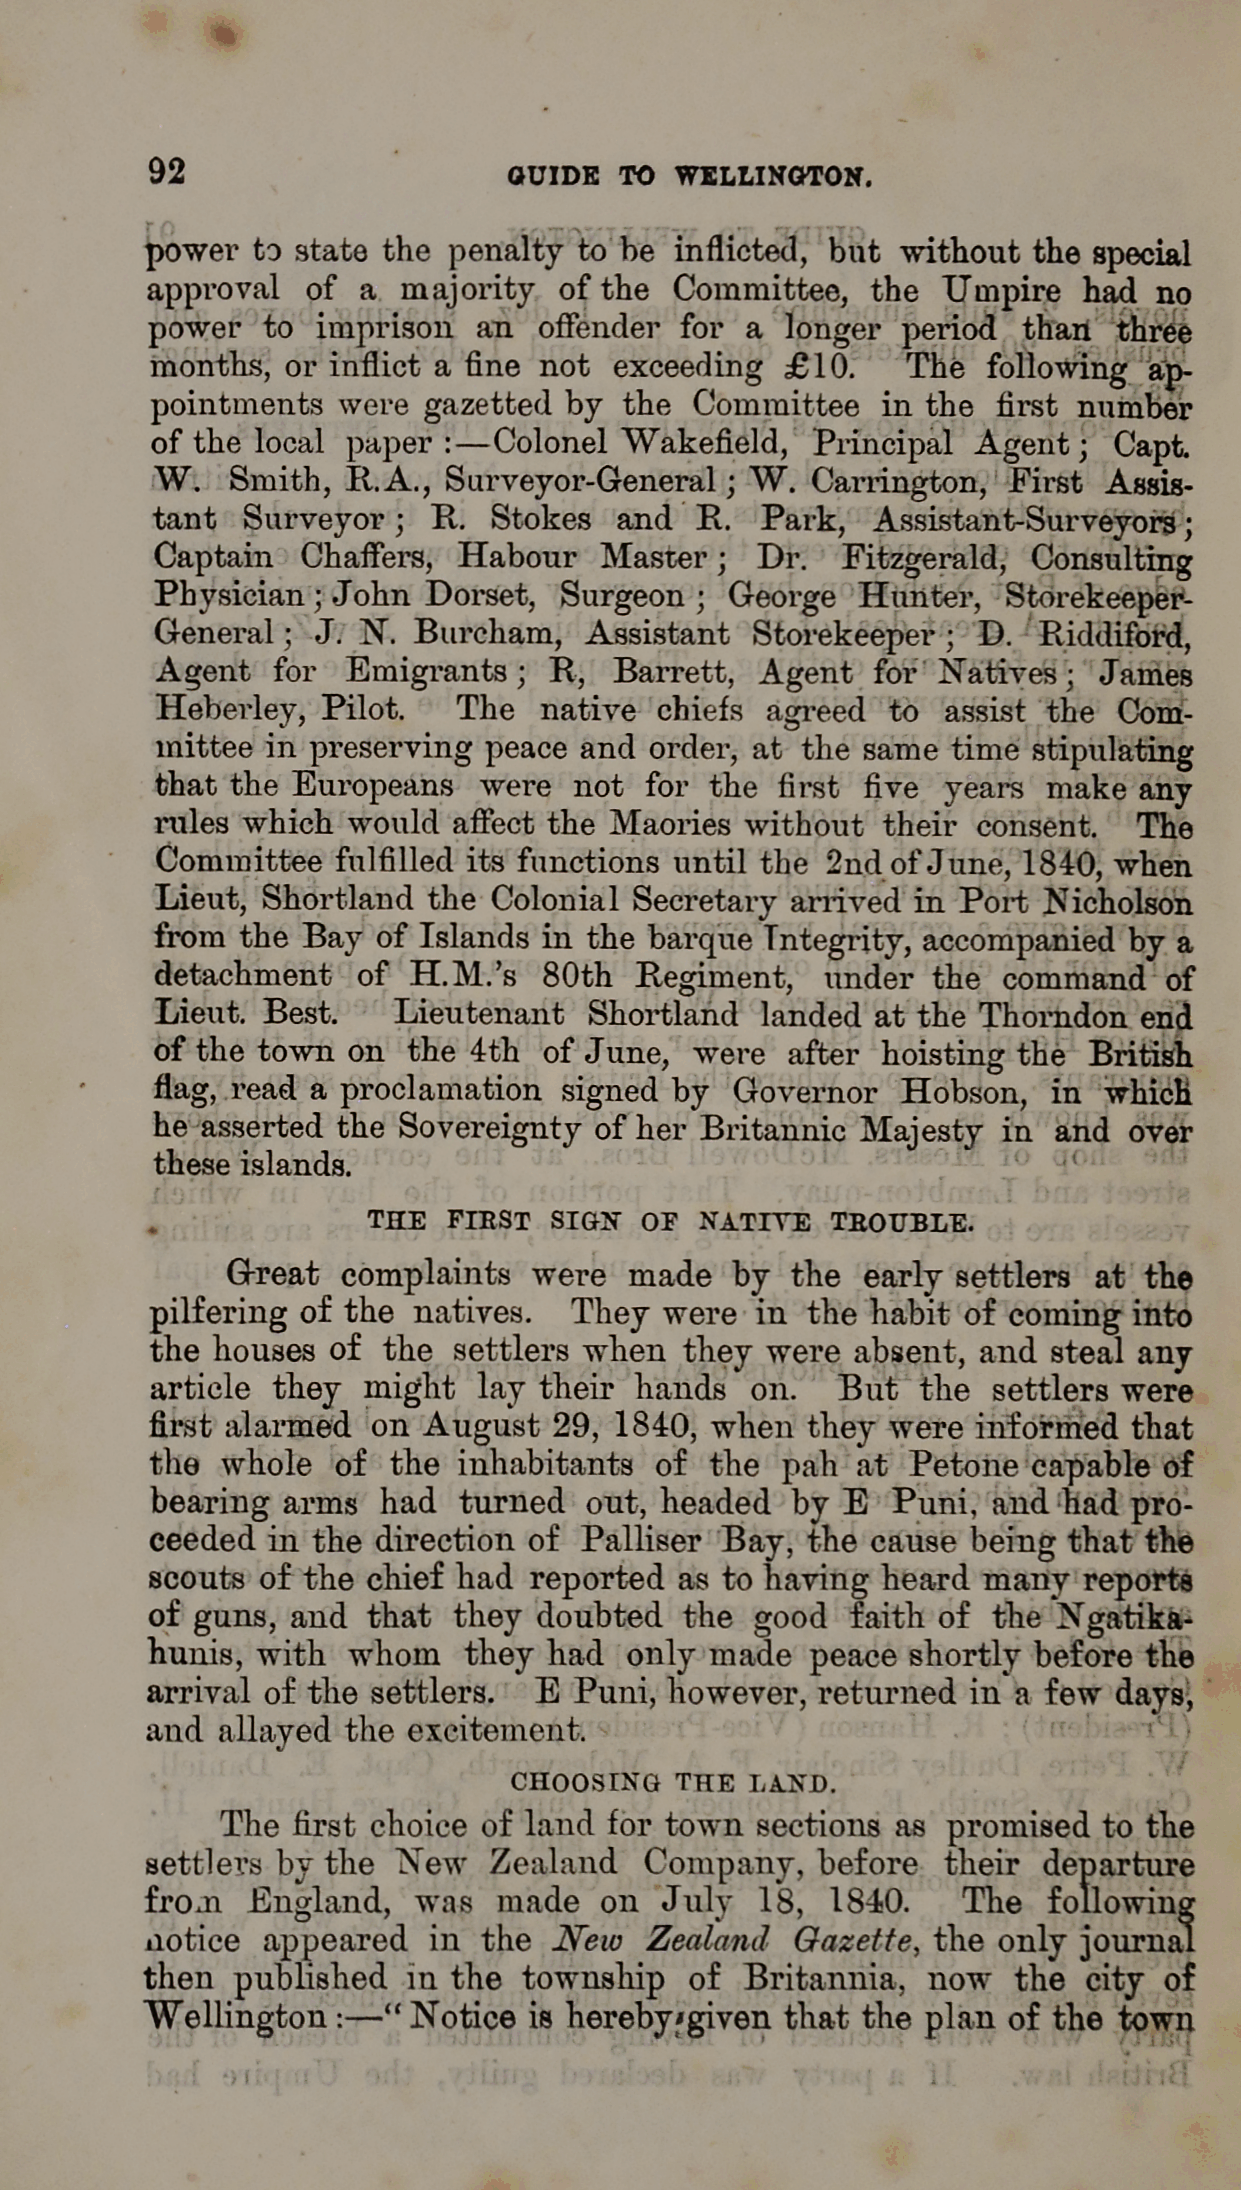 92 GUIDE TO WELLINGTON.
power to state the penalty to be inflicted, but without the special
approval of a majority of the Committee, the Umpire had no
power to imprison an offender for a longer period than three
months, or inflict a fine not exceeding £10. The following ap-
pointments were gazetted by the Committee in the first number
of the local paper :—Colonel Wakefield, Principal Agent ; Capt.
W. Smith, R.A., Surveyor-General ; W. Carrington, First Assis-
tant Surveyor ; R. Stokes and R. Park, Assistant-Surveyors ;
Captain Chaffers, Habour Master ; Dr. Fitzgerald, Consulting
Physician ; John Dorset, Surgeon ; George Hunter, Storekeeper-
General ; J. N. Burcham, Assistant Storekeeper ; D. Riddiford,
Agent for Emigrants ; R, Barrett, Agent for Natives ; James
Heberley, Pilot. The native chiefs agreed to assist the Com-
mittee in preserving peace and order, at the same time stipulating
that the Europeans were not for the first five years make any
rules which would affect the Maories without their consent. The
Committee fulfilled its functions until the 2nd of June, 1840, when
Lieut, Shortland the Colonial Secretary arrived in Port Nicholson
from the Bay of Islands in the barque Integrity, accompanied by a
detachment of H.M.'s 80th Regiment, under the command of
Lieut. Best. Lieutenant Shortland landed at the Thorndon end
of the town on the 4th of June, were after hoisting the British
flag, read a proclamation signed by Governor Hobson, in which
he asserted the Sovereignty of her Britannic Majesty in and over
these islands.
THE FIRST SIGN OF NATIVE TROUBLE.
Great complaints were made by the early settlers at the
pilfering of the natives. They were in the habit of coming into
the houses of the settlers when they were absent, and steal any
article they might lay their hands on. But the settlers were
first alarmed on August 29, 1840, when they were informed that
the whole of the inhabitants of the pah at Petone capable of
bearing arms had turned out, headed by E Puni, and had pro-
ceeded in the direction of Palliser Bay, the cause being that the
scouts of the chief had reported as to having heard many reports
of guns, and that they doubted the good faith of the Ngatika-
hunis, with whom they had only made peace shortly before the
arrival of the settlers. E Puni, however, returned in a few days,
and allayed the excitement.
CHOOSING THE LAND.
The first choice of land for town sections as promised to the
settlers by the New Zealand Company, before their departure
from England, was made on July 18, 1840. The following
notice appeared in the New Zealand Gazette, the only journal
then published in the township of Britannia, now the city of
Wellington :—“ Notice is hereby given that the plan of the town